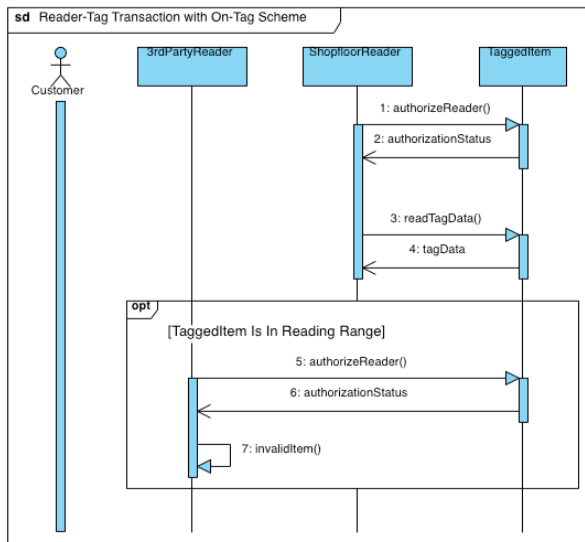 sd Reader-Tag Transaction with On-Tag Scheme
3rdPartyReader
ShopfloorReader
TaggedItem
Customer
1: authorizeReader()
2: authorizationStatus
3: readTagData()
4: tagData
opt
[TaggedItem Is In Reading Range]
5: authorizeReader()
6: authorizationStatus
7: invalidItem()